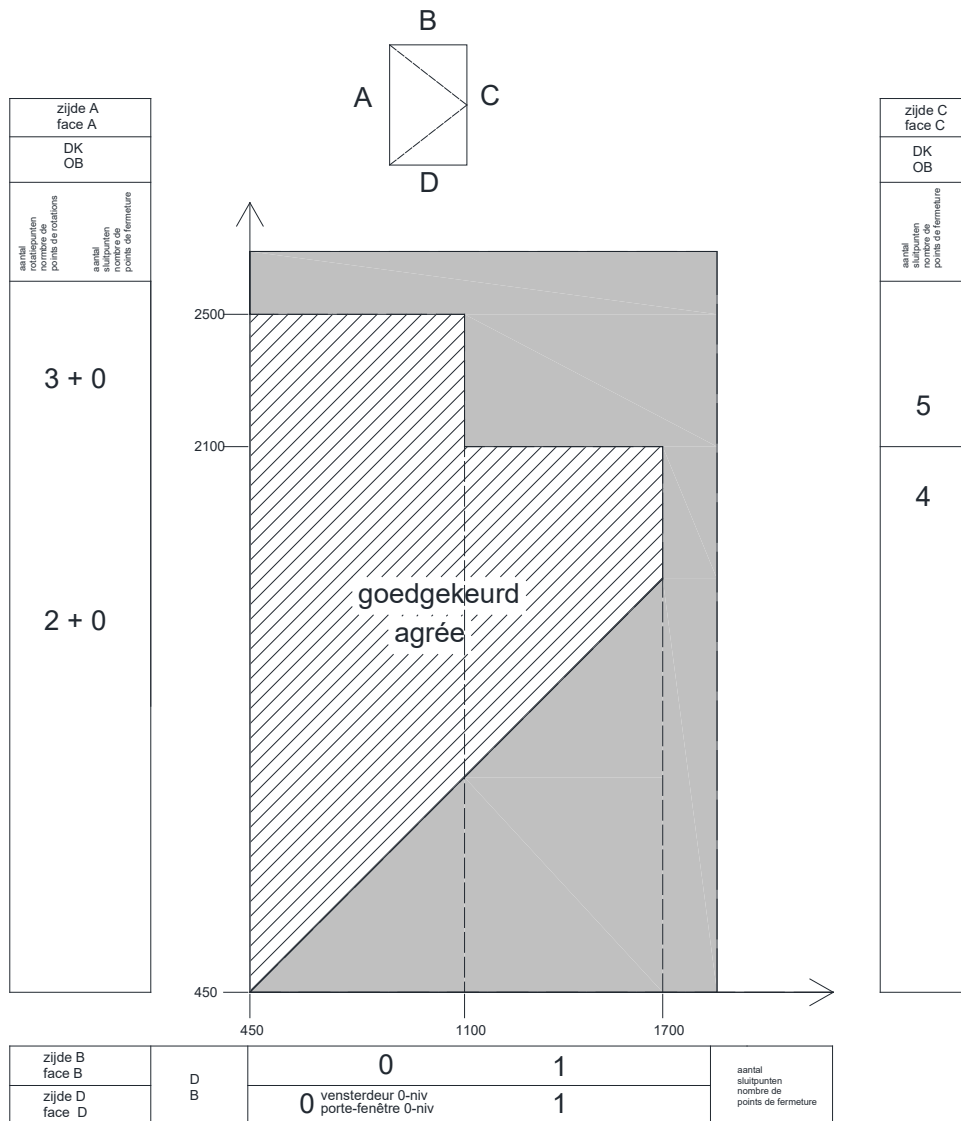 B
A
C
D
zijde A
face A
DK
OB
aantal
rotatiepunten
nombre de
points de rotations
aantal
sluitpunten
nombre de
points de fermeture
3 + 0
2 + 0
zijde C
face C
DK
OB
aantal
sluitpunten
nombre de
points de fermeture
5
4
2500
2100
450
goedgekeurd
agrée
450
1100
1700
zijde B
face B
zijde D
face D
D
B
0
1
0 vensterdeur 0-niv
porte-fenêtre 0-niv
1
aantal
sluitpunten
nombre de
points de fermeture